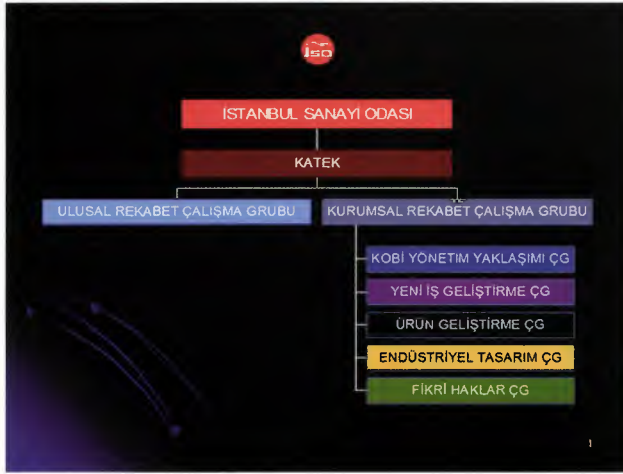 İSO
İSTANBUL SANAYİ ODASI
KATEK
ULUSAL REKABET ÇALIŞMA GRUBU
KURUMSAL REKABET ÇALIŞMA GRUBU
KOBİ YÖNETIM YAKLAŞIMI ÇG
YENİ İŞ GELİŞTİRME ÇG
ÜRÜN GELİŞTİRME ÇG
ENDÜSTRİYEL TASARIM ÇG
FİKRİ HAKLAR ÇG
1